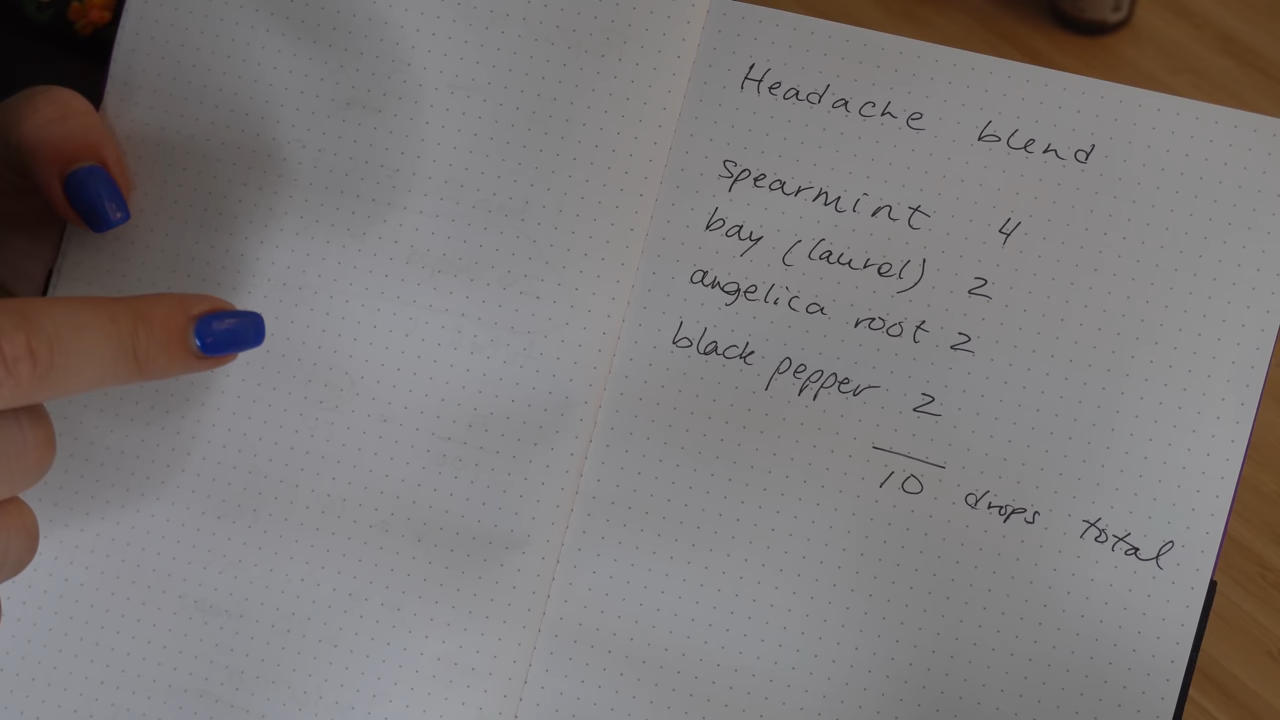 Headache blend
spearmint 4
bay (laurel) 2
angelica root 2
black pepper 2
10 drops total